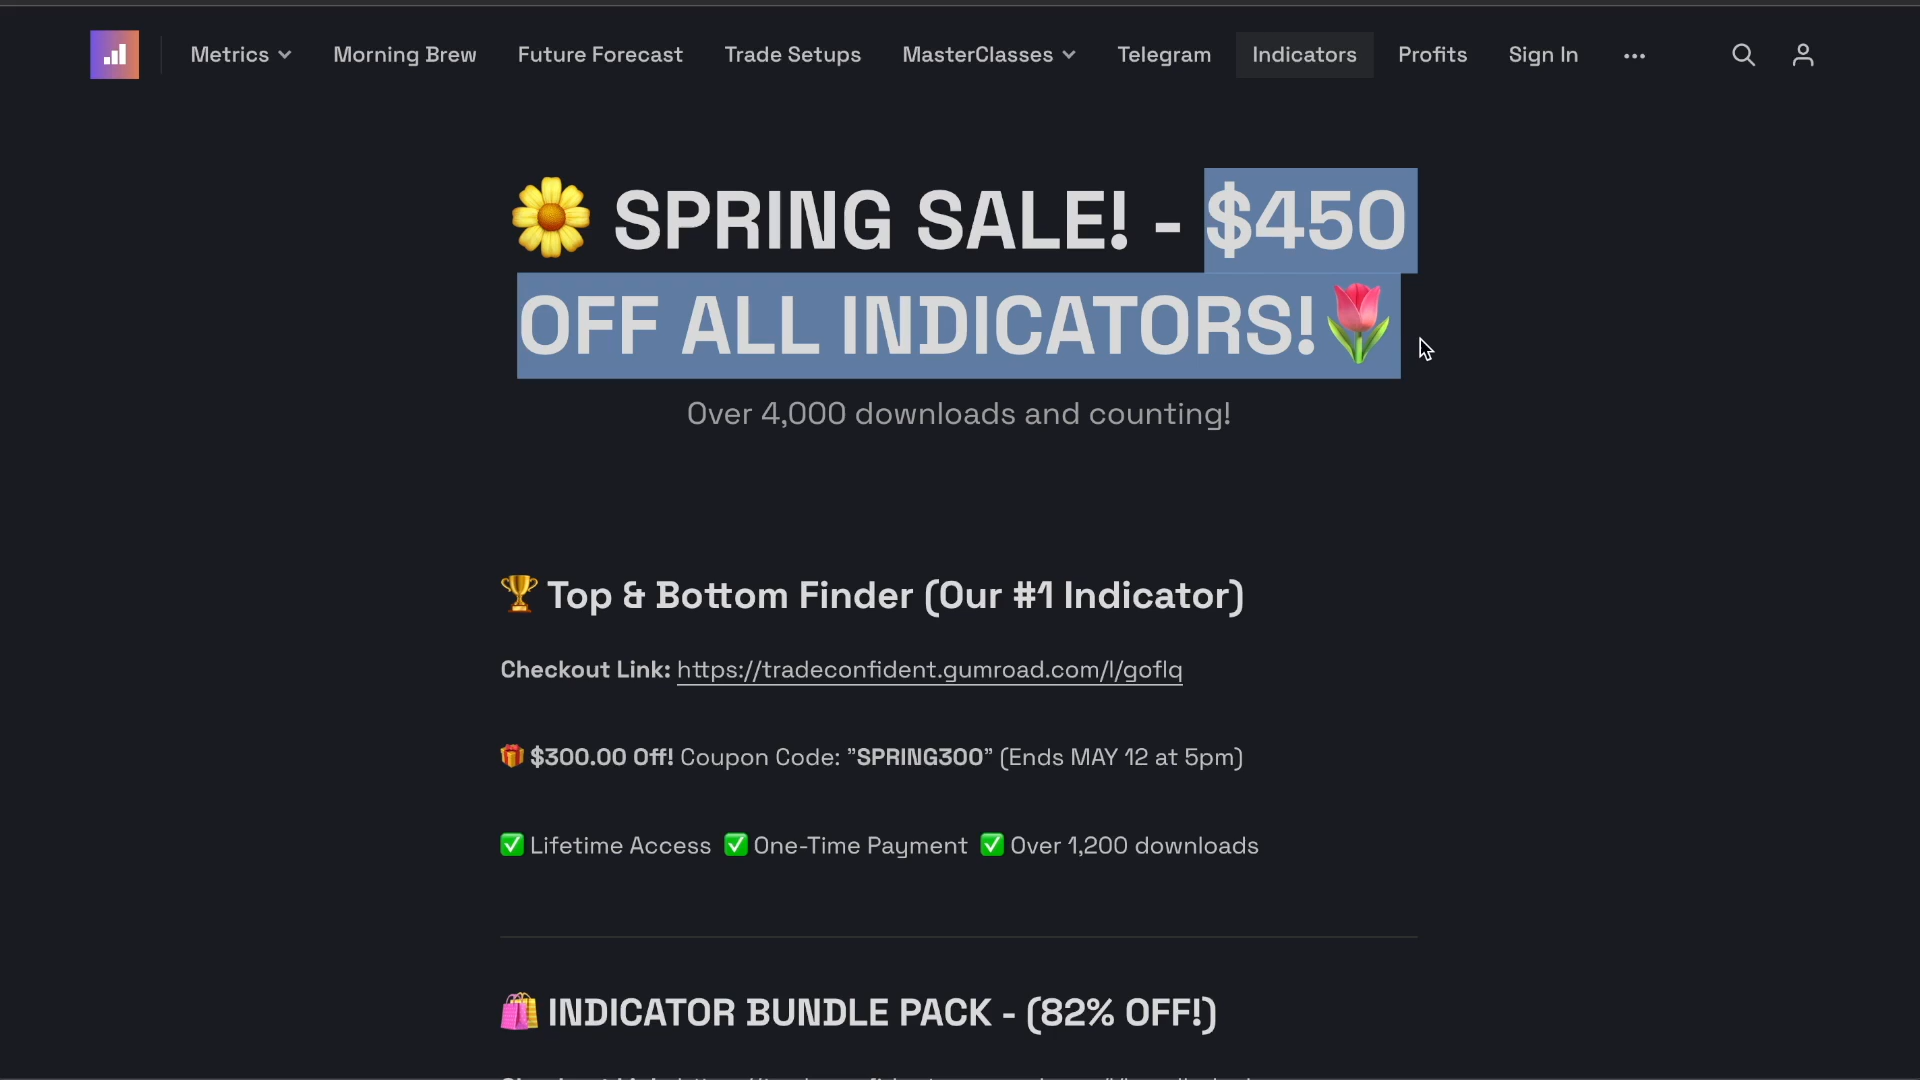 Metrics Morning Brew Future Forecast Trade Setups MasterClasses Telegram Indicators Profits Sign In
🌼 SPRING SALE! - $450
OFF ALL INDICATORS!🌷
Over 4,000 downloads and counting!
🏆 Top & Bottom Finder (Our #1 Indicator)
Checkout Link: https://tradeconfident.gumroad.com/l/goflq
🎁 $300.00 Off! Coupon Code: "SPRING300" (Ends MAY 12 at 5pm)
✅ Lifetime Access ✅ One-Time Payment ✅ Over 1,200 downloads
🛍️ INDICATOR BUNDLE PACK - (82% OFF!)